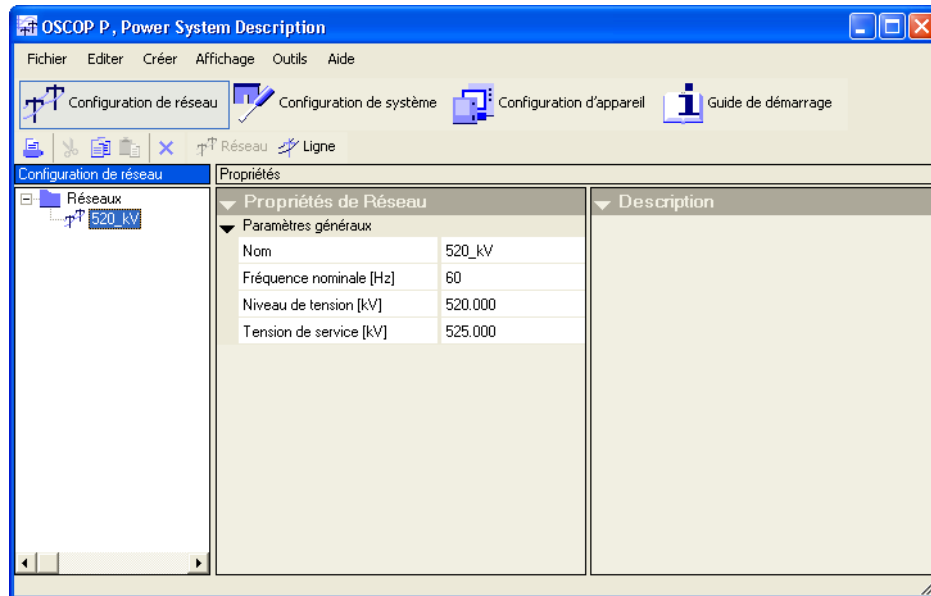 OSCOP P, Power System Description
Fichier Editer Créer Affichage Outils Aide
Configuration de réseau Configuration de système Configuration d'appareil Guide de démarrage
Réseau Ligne
Configuration de réseau Propriétés
Réseaux
520_kV
Propriétés de Réseau
Paramètres généraux
Nom 520_kV
Fréquence nominale [Hz] 60
Niveau de tension [kV] 520.000
Tension de service [kV] 525.000
Description